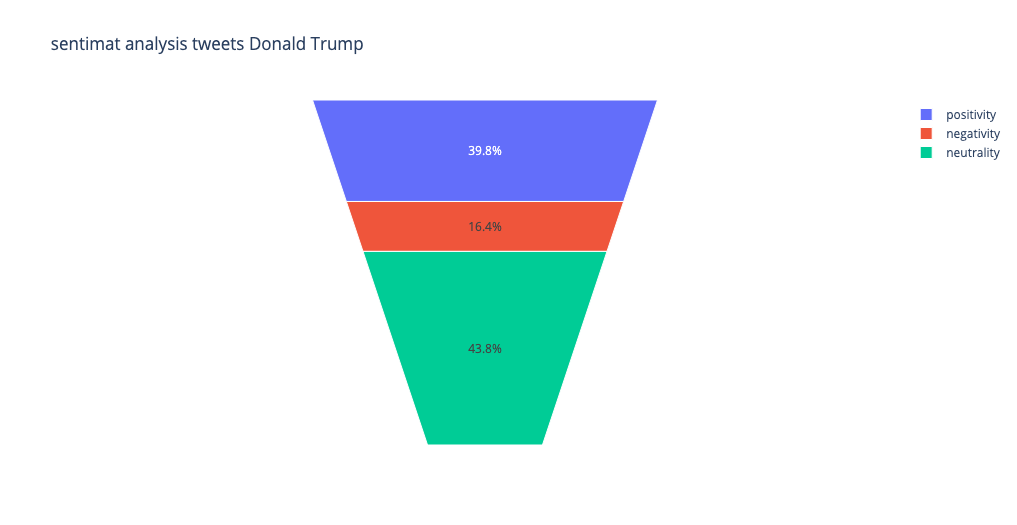 sentimat analysis tweets Donald Trump
positivity
negativity
neutrality
39.8%
16.4%
43.8%